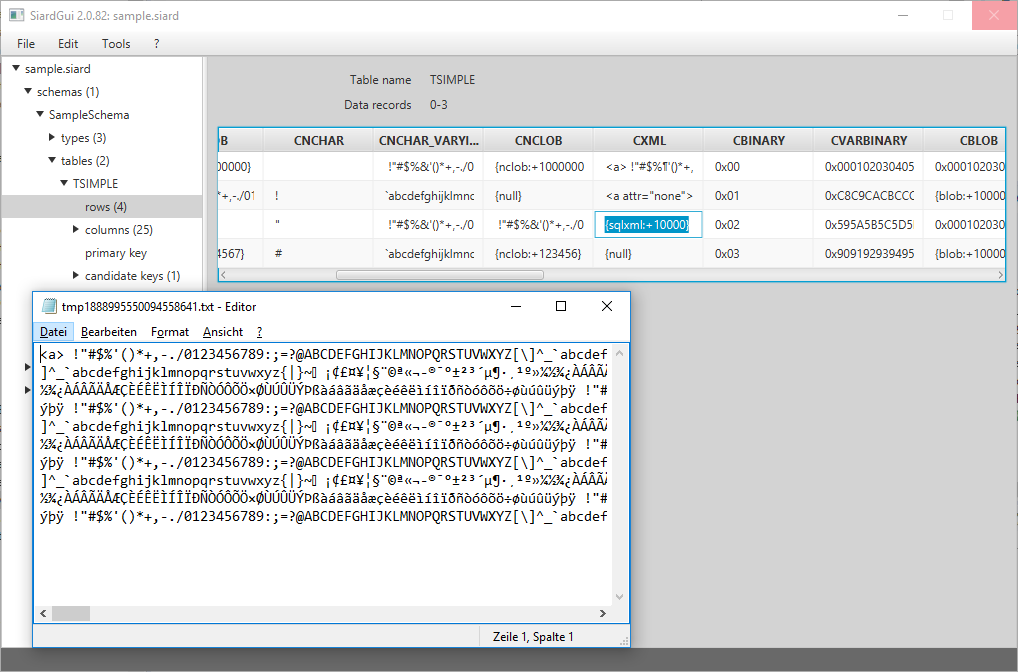 SiardGui 2.0.82: sample.siard
File Edit Tools ?
sample.siard
schemas (1)
SampleSchema
types (3)
tables (2)
TSIMPLE
rows (4)
columns (25)
primary key
candidate keys (1)
Table name TSIMPLE
Data records 0-3
B CNCHAR CNCHAR_VARYI... CNCLOB CXML CBINARY CVARBINARY CBLOB
00000} !"#$%&'()*+,-./0 {nclob:+1000000 <a> !"#$%¶'()*+, 0x00 0x000102030405 0x000102030
*+,-./01 ! `abcdefghijklmnc {null} <a attr="none"> 0x01 0xC8C9CACBCCC {blob:+10000
" !"#$%&'()*+,-./0 !"#$%&'()*+,-./0 {sqlxml:+10000} 0x02 0x595A5B5C5D5 0x000102030
4567} # `abcdefghijklmnc {nclob:+123456} {null} 0x03 0x909192939495 {blob:+10000
tmp1888995550094558641.txt - Editor
Datei Bearbeiten Format Ansicht ?
<a> !"#$%'()*+,-./0123456789:;=?@ABCDEFGHIJKLMNOPQRSTUVWXYZ[\]^_`abcdef
]^_`abcdefghijklmnopqrstuvwxyz{|}~ ¡¢£¤¥¦§¨©ª«¬-®¯°±²³´µ¶·¸¹º»¼½¾¿ÀÁÂÃÄ
½¾¿ÀÁÂÃÄÅÆÇÈÉÊËÌÍÎÏÐÑÒÓÔÕÖ×ØÙÚÛÜÝÞßàáâãäåæçèéêëìíîïðñòóôõö÷øùúûüýþÿ !"#
ýþÿ !"#$%'()*+,-./0123456789:;=?@ABCDEFGHIJKLMNOPQRSTUVWXYZ[\]^_`abcdef
]^_`abcdefghijklmnopqrstuvwxyz{|}~ ¡¢£¤¥¦§¨©ª«¬-®¯°±²³´µ¶·¸¹º»¼½¾¿ÀÁÂÃÄ
½¾¿ÀÁÂÃÄÅÆÇÈÉÊËÌÍÎÏÐÑÒÓÔÕÖ×ØÙÚÛÜÝÞßàáâãäåæçèéêëìíîïðñòóôõö÷øùúûüýþÿ !"#
ýþÿ !"#$%'()*+,-./0123456789:;=?@ABCDEFGHIJKLMNOPQRSTUVWXYZ[\]^_`abcdef
]^_`abcdefghijklmnopqrstuvwxyz{|}~ ¡¢£¤¥¦§¨©ª«¬-®¯°±²³´µ¶·¸¹º»¼½¾¿ÀÁÂÃÄ
½¾¿ÀÁÂÃÄÅÆÇÈÉÊËÌÍÎÏÐÑÒÓÔÕÖ×ØÙÚÛÜÝÞßàáâãäåæçèéêëìíîïðñòóôõö÷øùúûüýþÿ !"#
ýþÿ !"#$%'()*+,-./0123456789:;=?@ABCDEFGHIJKLMNOPQRSTUVWXYZ[\]^_`abcdef
Zeile 1, Spalte 1